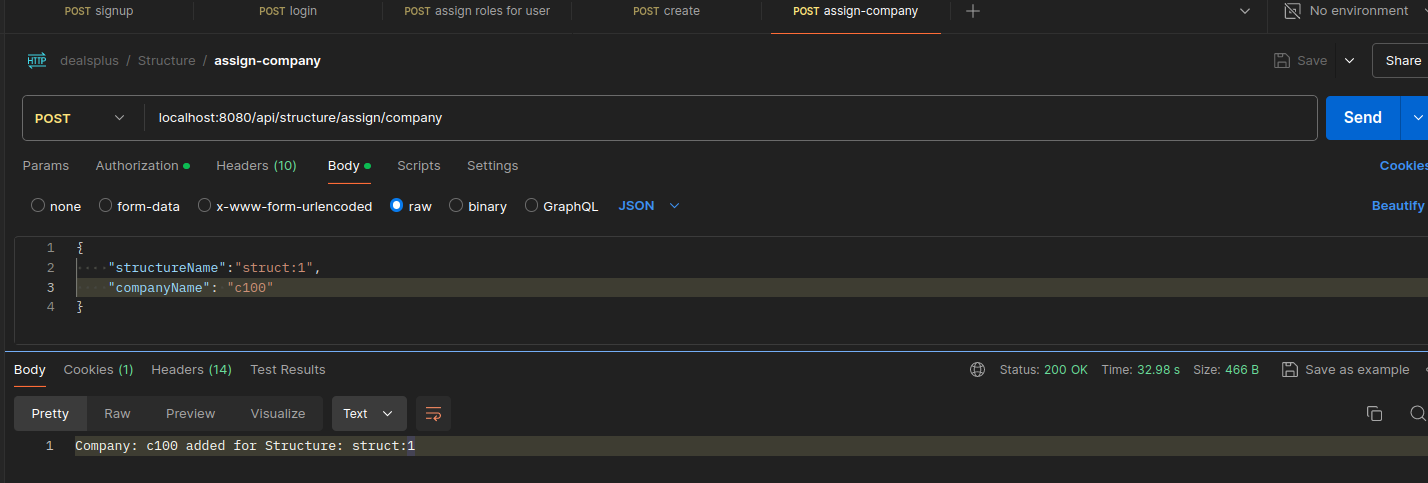 POST signup POST login POST assign roles for user POST create POST assign-company No environment
HTTP dealsplus / Structure / assign-company Save Share
POST localhost:8080/api/structure/assign/company Send
Params Authorization Headers (10) Body Scripts Settings Cookies
none form-data x-www-form-urlencoded raw binary GraphQL JSON Beautify
1 {
2 "structureName":"struct:1",
3 "companyName": "c100"
4 }
Body Cookies (1) Headers (14) Test Results Status: 200 OK Time: 32.98 s Size: 466 B Save as example
Pretty Raw Preview Visualize Text
1 Company: c100 added for Structure: struct:1